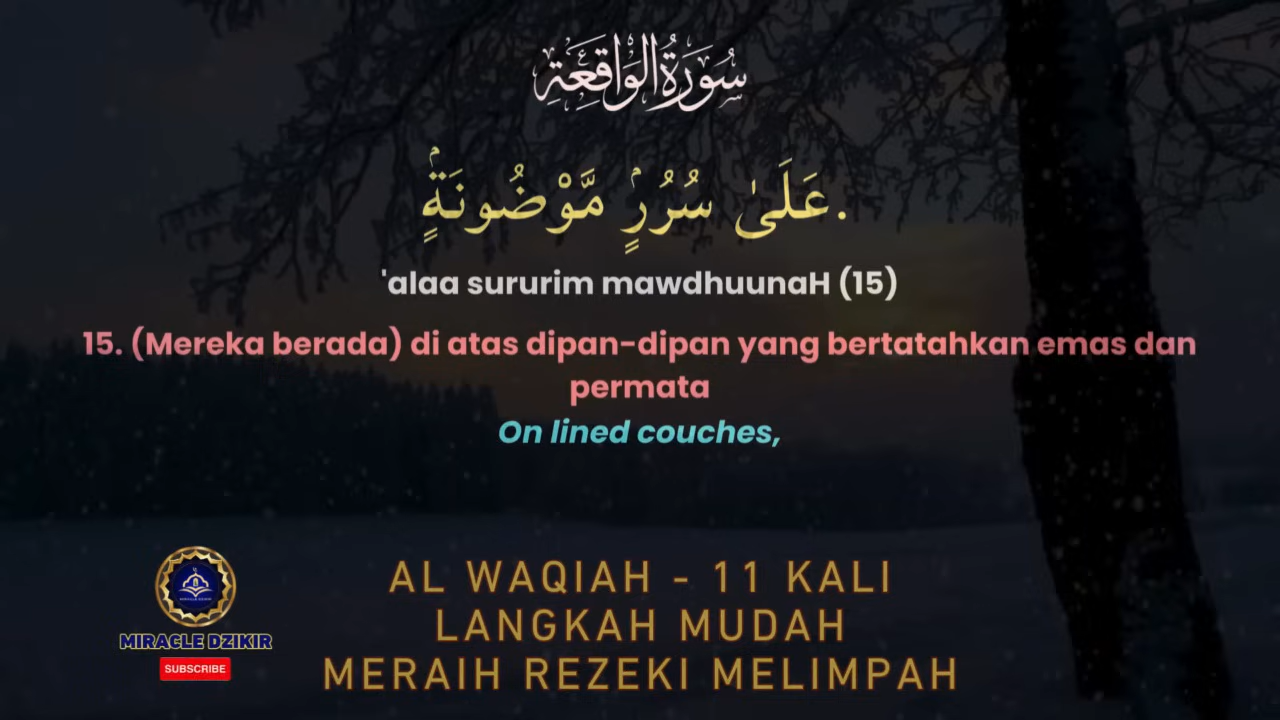 سُورَةُ الْوَاقِعَةِ
عَلَىٰ سُرُرٍۢ مَّوْضُونَةٍۢ.
'alaa sururim mawdhuunaH (15)
15. (Mereka berada) di atas dipan-dipan yang bertatahkan emas dan
permata
On lined couches,
AL WAQIAH - 11 KALI
LANGKAH MUDAH
MERAIH REZEKI MELIMPAH
MIRACLE DZIKIR
SUBSCRIBE